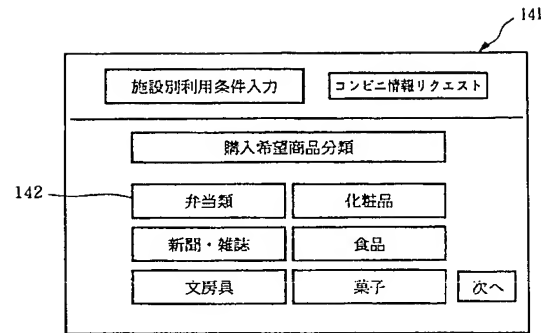 141
施設別利用条件入力 コンビニ情報リクエスト
購入希望商品分類
142 弁当類 化粧品
新聞・雑誌 食品
文房具 菓子 次へ